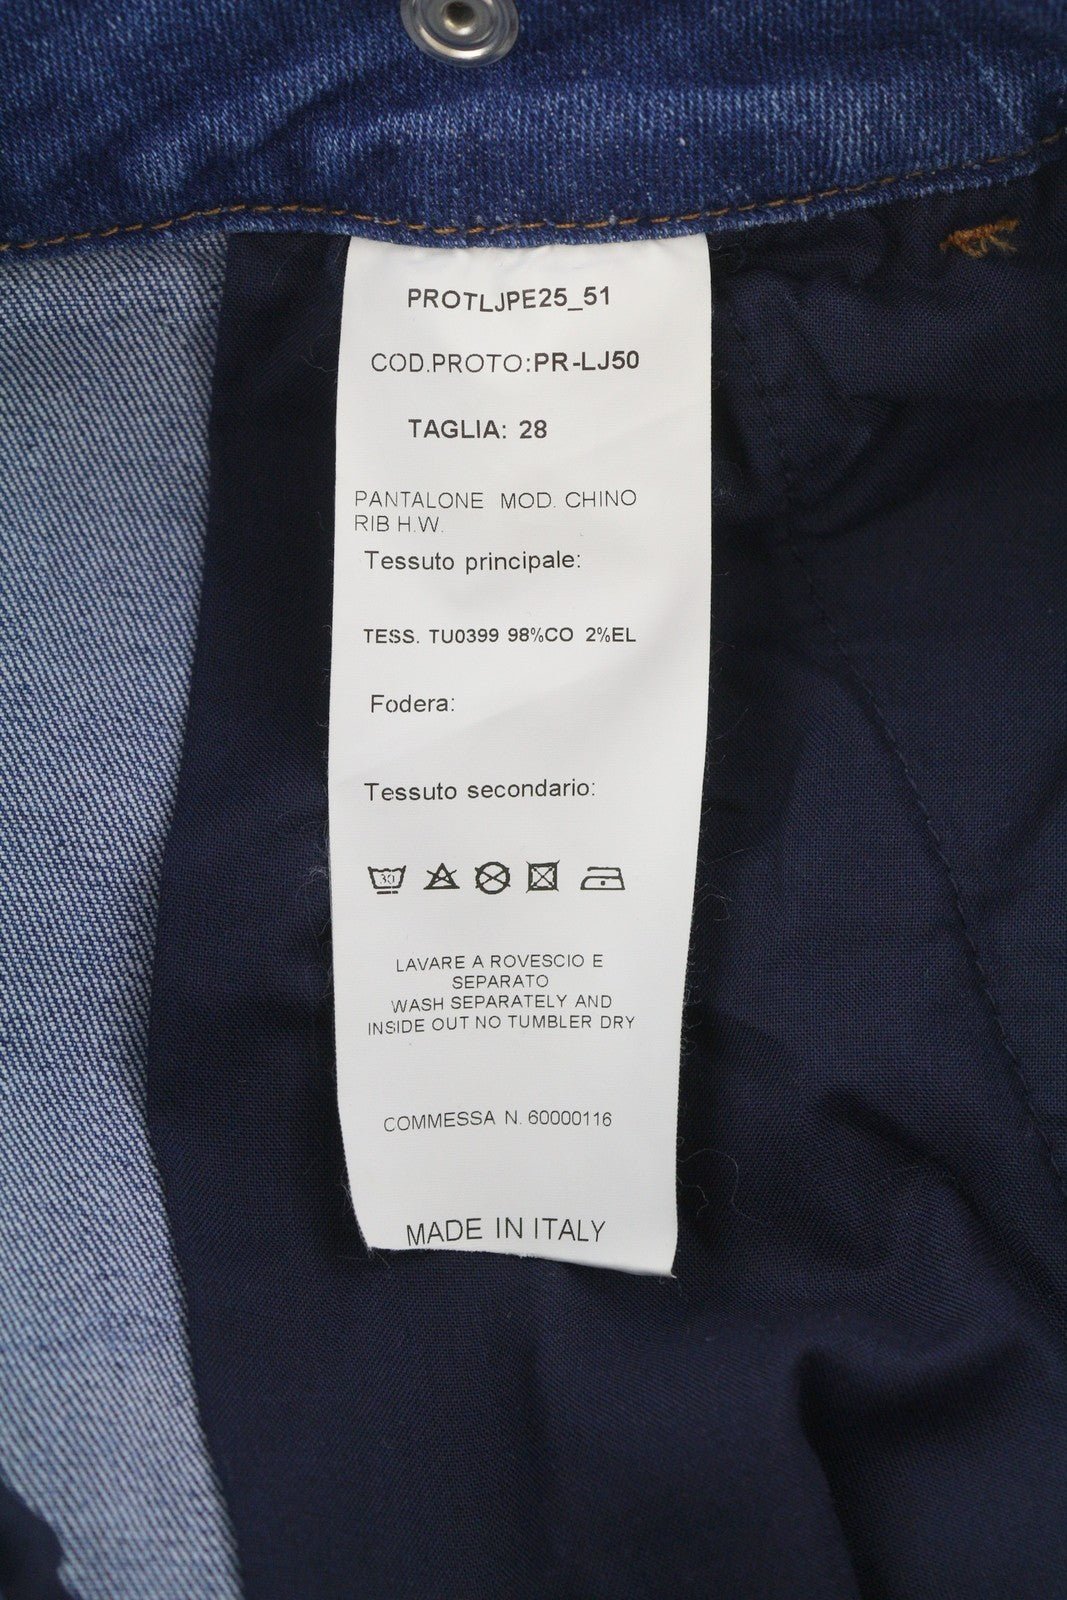 PROTLJPE25_51
COD.PROTO:PR-LJ50
TAGLIA: 28
PANTALONE MOD. CHINO
RIB H.W.
Tessuto principale:
TESS. TU0399 98%CO 2%EL
Fodera:
Tessuto secondario:
30
LAVARE A ROVESCIO E
SEPARATO
WASH SEPARATELY AND
INSIDE OUT NO TUMBLER DRY
COMMESSA N. 60000116
MADE IN ITALY